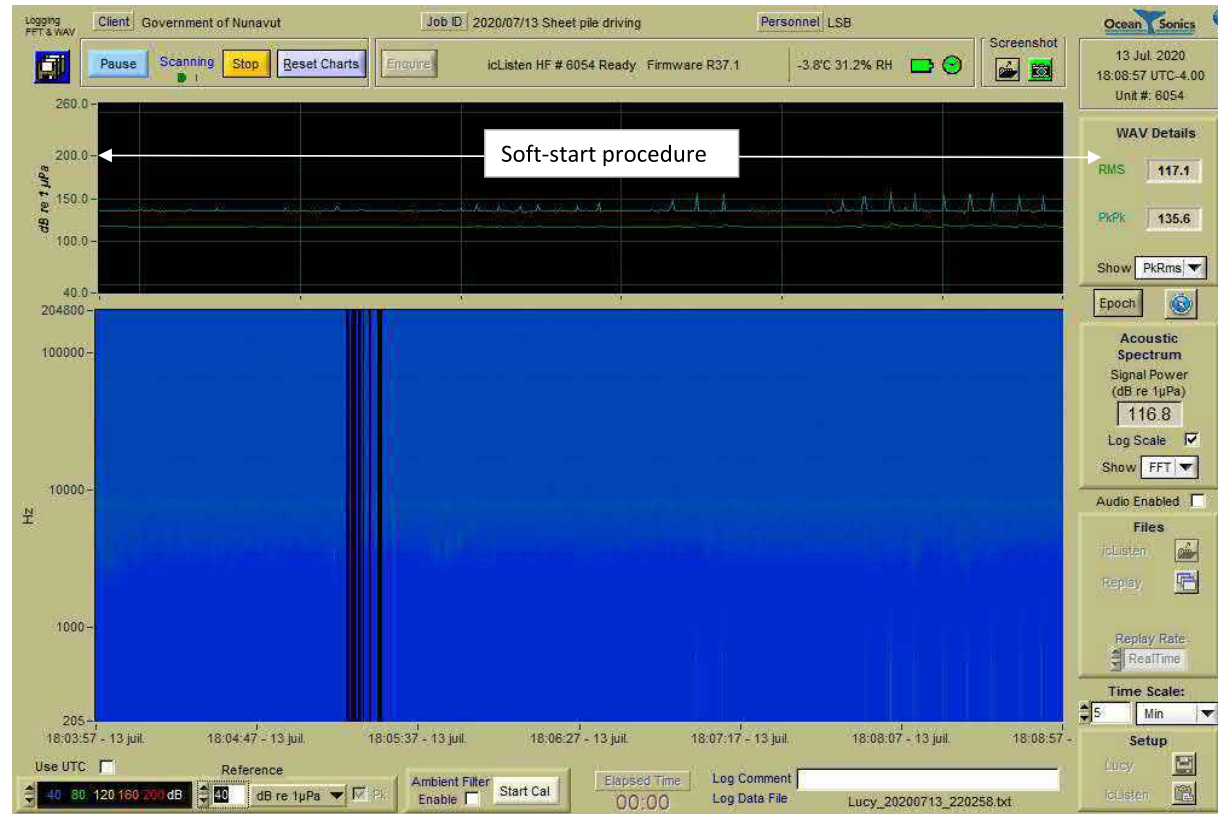 Logging
FFT & WAV
Client Government of Nunavut
Job ID 2020/07/13 Sheet pile driving
Personnel LSB
Ocean Sonics
Pause
Scanning
Stop
Reset Charts
Enquire
icListen HF # 6054 Ready Firmware R37.1
-3.8'C 31.2% RH
Screenshot
13 Jul. 2020
18:08:57 UTC-4.00
Unit #: 6054
260.0
200.0
150.0
100.0
40.0
dB re 1 µPa
Soft-start procedure
WAV Details
RMS 117.1
PkPk 135.6
Show PkRms
Epoch
204800
100000
10000
1000
205
Hz
Acoustic
Spectrum
Signal Power
(dB re 1µPa)
116.8
Log Scale
Show FFT
Audio Enabled
Files
icListen
Replay
Replay Rate
RealTime
Time Scale:
5 Min
18:03:57 - 13 juil.
18:04:47 - 13 juil.
18:05:37 - 13 juil.
18:06:27 - 13 juil.
18:07:17 - 13 juil.
18:08:07 - 13 juil.
18:08:57 -
Setup
Lucy
icListen
Use UTC
Reference
40 80 120 160 200 dB
40
dB re 1µPa
Pk
Ambient Filter
Enable
Start Cal
Elapsed Time
00:00
Log Comment
Log Data File
Lucy_20200713_220258.txt